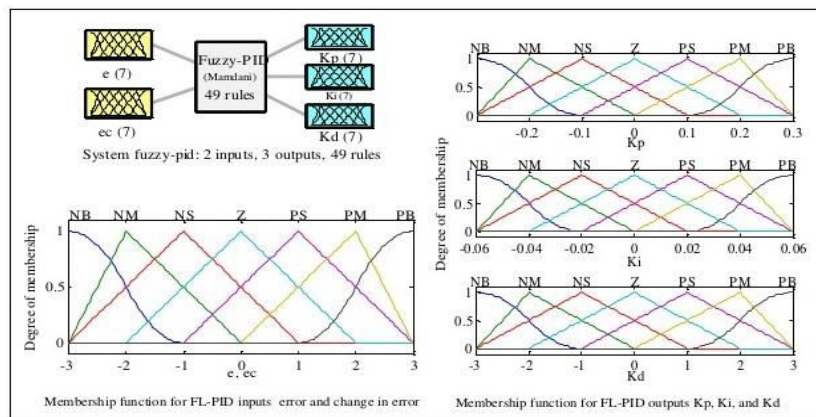 e (7)
ec (7)
Fuzzy-PID
(Mamdani)
49 rules
Kp (7)
Ki (7)
Kd (7)
System fuzzy-pid: 2 inputs, 3 outputs, 49 rules
NB NM NS Z PS PM PB
Degree of membership
1
0.5
0
-3 -2 -1 0 1 2 3
e, ec
Membership function for FL-PID inputs error and change in error
NB NM NS Z PS PM PB
1
0.5
0
-0.2 -0.1 0 0.1 0.2 0.3
Kp
Degree of membership
NB NM NS Z PS PM PB
1
0.5
0
-0.06 -0.04 -0.02 0 0.02 0.04 0.06
Ki
NB NM NS Z PS PM PB
1
0.5
0
-3 -2 -1 0 1 2 3
Kd
Membership function for FL-PID outputs Kp, Ki, and Kd